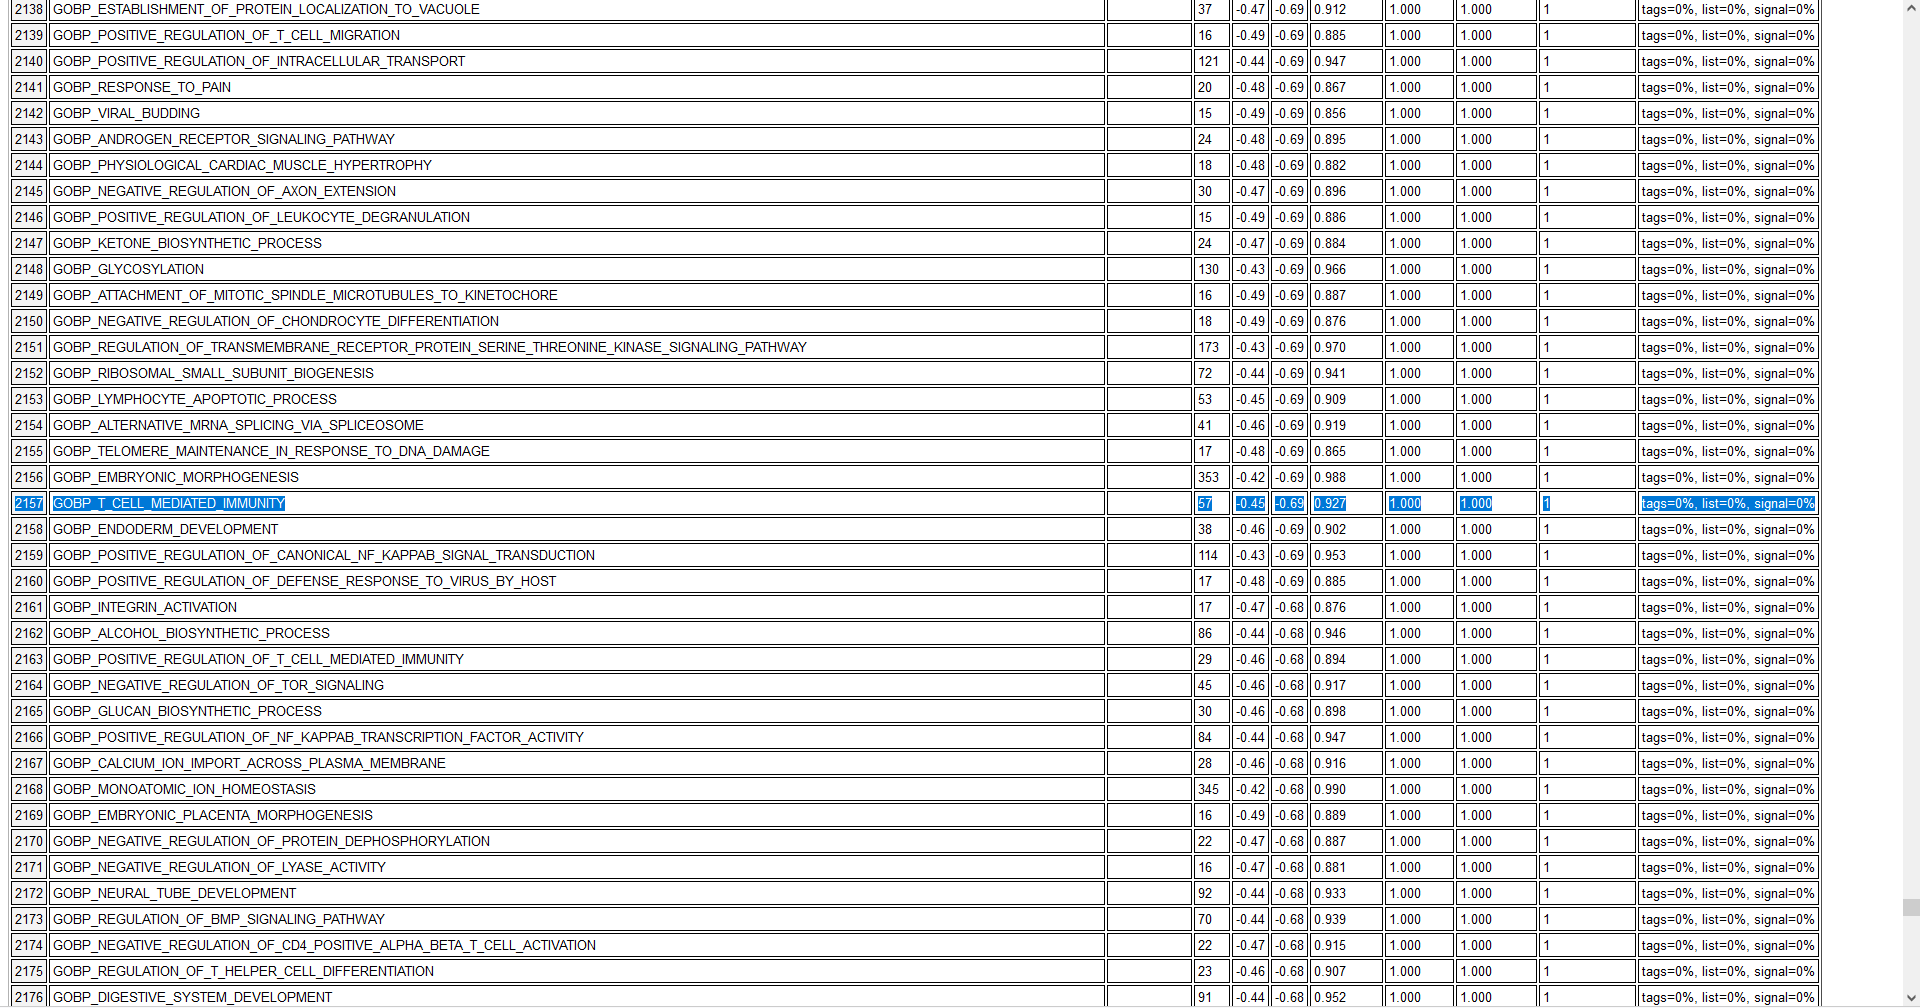 2138 GOBP_ESTABLISHMENT_OF_PROTEIN_LOCALIZATION_TO_VACUOLE 37 -0.47 -0.69 0.912 1.000 1.000 1 tags=0%, list=0%, signal=0%
2139 GOBP_POSITIVE_REGULATION_OF_T_CELL_MIGRATION 16 -0.49 -0.69 0.885 1.000 1.000 1 tags=0%, list=0%, signal=0%
2140 GOBP_POSITIVE_REGULATION_OF_INTRACELLULAR_TRANSPORT 121 -0.44 -0.69 0.947 1.000 1.000 1 tags=0%, list=0%, signal=0%
2141 GOBP_RESPONSE_TO_PAIN 20 -0.48 -0.69 0.867 1.000 1.000 1 tags=0%, list=0%, signal=0%
2142 GOBP_VIRAL_BUDDING 15 -0.49 -0.69 0.856 1.000 1.000 1 tags=0%, list=0%, signal=0%
2143 GOBP_ANDROGEN_RECEPTOR_SIGNALING_PATHWAY 24 -0.48 -0.69 0.895 1.000 1.000 1 tags=0%, list=0%, signal=0%
2144 GOBP_PHYSIOLOGICAL_CARDIAC_MUSCLE_HYPERTROPHY 18 -0.48 -0.69 0.882 1.000 1.000 1 tags=0%, list=0%, signal=0%
2145 GOBP_NEGATIVE_REGULATION_OF_AXON_EXTENSION 30 -0.47 -0.69 0.896 1.000 1.000 1 tags=0%, list=0%, signal=0%
2146 GOBP_POSITIVE_REGULATION_OF_LEUKOCYTE_DEGRANULATION 15 -0.49 -0.69 0.886 1.000 1.000 1 tags=0%, list=0%, signal=0%
2147 GOBP_KETONE_BIOSYNTHETIC_PROCESS 24 -0.47 -0.69 0.884 1.000 1.000 1 tags=0%, list=0%, signal=0%
2148 GOBP_GLYCOSYLATION 130 -0.43 -0.69 0.966 1.000 1.000 1 tags=0%, list=0%, signal=0%
2149 GOBP_ATTACHMENT_OF_MITOTIC_SPINDLE_MICROTUBULES_TO_KINETOCHORE 16 -0.49 -0.69 0.887 1.000 1.000 1 tags=0%, list=0%, signal=0%
2150 GOBP_NEGATIVE_REGULATION_OF_CHONDROCYTE_DIFFERENTIATION 18 -0.49 -0.69 0.876 1.000 1.000 1 tags=0%, list=0%, signal=0%
2151 GOBP_REGULATION_OF_TRANSMEMBRANE_RECEPTOR_PROTEIN_SERINE_THREONINE_KINASE_SIGNALING_PATHWAY 173 -0.43 -0.69 0.970 1.000 1.000 1 tags=0%, list=0%, signal=0%
2152 GOBP_RIBOSOMAL_SMALL_SUBUNIT_BIOGENESIS 72 -0.44 -0.69 0.941 1.000 1.000 1 tags=0%, list=0%, signal=0%
2153 GOBP_LYMPHOCYTE_APOPTOTIC_PROCESS 53 -0.45 -0.69 0.909 1.000 1.000 1 tags=0%, list=0%, signal=0%
2154 GOBP_ALTERNATIVE_MRNA_SPLICING_VIA_SPLICEOSOME 41 -0.46 -0.69 0.919 1.000 1.000 1 tags=0%, list=0%, signal=0%
2155 GOBP_TELOMERE_MAINTENANCE_IN_RESPONSE_TO_DNA_DAMAGE 17 -0.48 -0.69 0.865 1.000 1.000 1 tags=0%, list=0%, signal=0%
2156 GOBP_EMBRYONIC_MORPHOGENESIS 353 -0.42 -0.69 0.988 1.000 1.000 1 tags=0%, list=0%, signal=0%
2157 GOBP_T_CELL_MEDIATED_IMMUNITY 57 -0.45 -0.69 0.927 1.000 1.000 1 tags=0%, list=0%, signal=0%
2158 GOBP_ENDODERM_DEVELOPMENT 38 -0.46 -0.69 0.902 1.000 1.000 1 tags=0%, list=0%, signal=0%
2159 GOBP_POSITIVE_REGULATION_OF_CANONICAL_NF_KAPPAB_SIGNAL_TRANSDUCTION 114 -0.43 -0.69 0.953 1.000 1.000 1 tags=0%, list=0%, signal=0%
2160 GOBP_POSITIVE_REGULATION_OF_DEFENSE_RESPONSE_TO_VIRUS_BY_HOST 17 -0.48 -0.69 0.885 1.000 1.000 1 tags=0%, list=0%, signal=0%
2161 GOBP_INTEGRIN_ACTIVATION 17 -0.47 -0.68 0.876 1.000 1.000 1 tags=0%, list=0%, signal=0%
2162 GOBP_ALCOHOL_BIOSYNTHETIC_PROCESS 86 -0.44 -0.68 0.946 1.000 1.000 1 tags=0%, list=0%, signal=0%
2163 GOBP_POSITIVE_REGULATION_OF_T_CELL_MEDIATED_IMMUNITY 29 -0.46 -0.68 0.894 1.000 1.000 1 tags=0%, list=0%, signal=0%
2164 GOBP_NEGATIVE_REGULATION_OF_TOR_SIGNALING 45 -0.46 -0.68 0.917 1.000 1.000 1 tags=0%, list=0%, signal=0%
2165 GOBP_GLUCAN_BIOSYNTHETIC_PROCESS 30 -0.46 -0.68 0.898 1.000 1.000 1 tags=0%, list=0%, signal=0%
2166 GOBP_POSITIVE_REGULATION_OF_NF_KAPPAB_TRANSCRIPTION_FACTOR_ACTIVITY 84 -0.44 -0.68 0.947 1.000 1.000 1 tags=0%, list=0%, signal=0%
2167 GOBP_CALCIUM_ION_IMPORT_ACROSS_PLASMA_MEMBRANE 28 -0.46 -0.68 0.916 1.000 1.000 1 tags=0%, list=0%, signal=0%
2168 GOBP_MONOATOMIC_ION_HOMEOSTASIS 345 -0.42 -0.68 0.990 1.000 1.000 1 tags=0%, list=0%, signal=0%
2169 GOBP_EMBRYONIC_PLACENTA_MORPHOGENESIS 16 -0.49 -0.68 0.889 1.000 1.000 1 tags=0%, list=0%, signal=0%
2170 GOBP_NEGATIVE_REGULATION_OF_PROTEIN_DEPHOSPHORYLATION 22 -0.47 -0.68 0.887 1.000 1.000 1 tags=0%, list=0%, signal=0%
2171 GOBP_NEGATIVE_REGULATION_OF_LYASE_ACTIVITY 16 -0.47 -0.68 0.881 1.000 1.000 1 tags=0%, list=0%, signal=0%
2172 GOBP_NEURAL_TUBE_DEVELOPMENT 92 -0.44 -0.68 0.933 1.000 1.000 1 tags=0%, list=0%, signal=0%
2173 GOBP_REGULATION_OF_BMP_SIGNALING_PATHWAY 70 -0.44 -0.68 0.939 1.000 1.000 1 tags=0%, list=0%, signal=0%
2174 GOBP_NEGATIVE_REGULATION_OF_CD4_POSITIVE_ALPHA_BETA_T_CELL_ACTIVATION 22 -0.47 -0.68 0.915 1.000 1.000 1 tags=0%, list=0%, signal=0%
2175 GOBP_REGULATION_OF_T_HELPER_CELL_DIFFERENTIATION 23 -0.46 -0.68 0.907 1.000 1.000 1 tags=0%, list=0%, signal=0%
2176 GOBP_DIGESTIVE_SYSTEM_DEVELOPMENT 91 -0.44 -0.68 0.952 1.000 1.000 1 tags=0%, list=0%, signal=0%